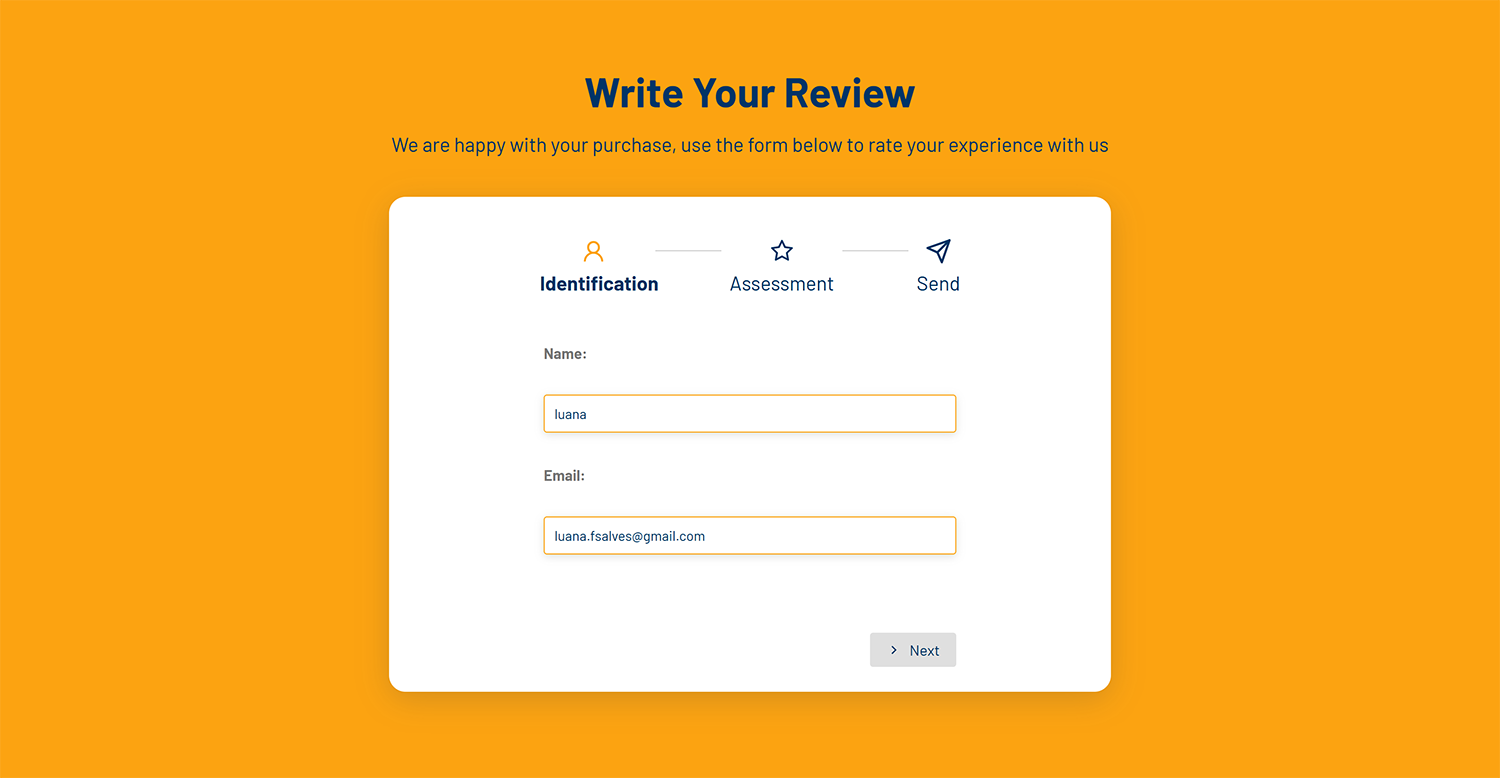 Write Your Review
We are happy with your purchase, use the form below to rate your experience with us
Identification
Assessment
Send
Name:
luana
Email:
luana.fsalves@gmail.com
Next